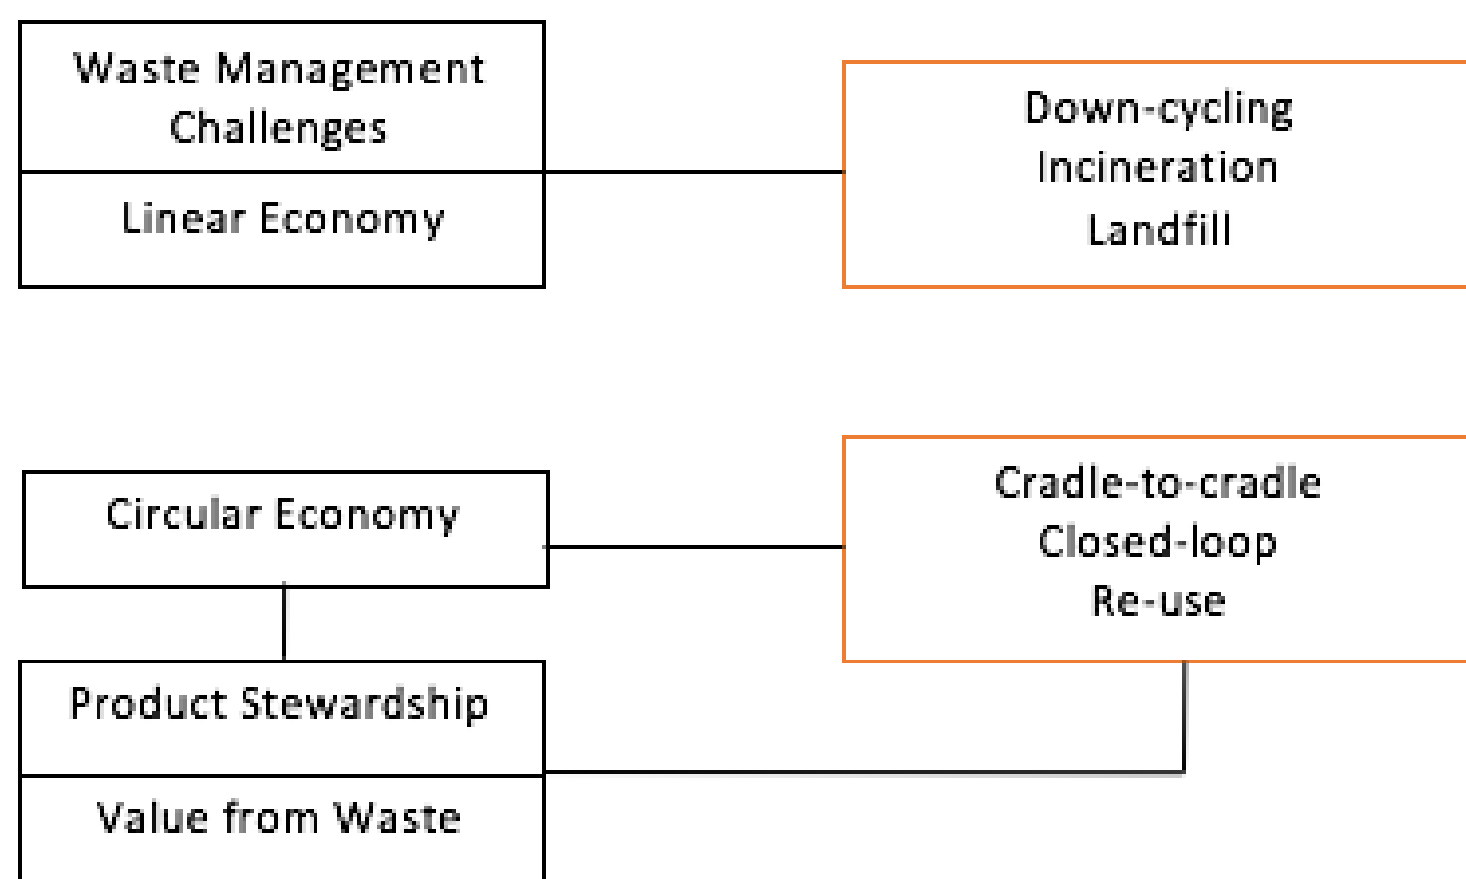 Waste Management
Challenges
Linear Economy
Down-cycling
Incineration
Landfill
Circular Economy
Cradle-to-cradle
Closed-loop
Re-use
Product Stewardship
Value from Waste